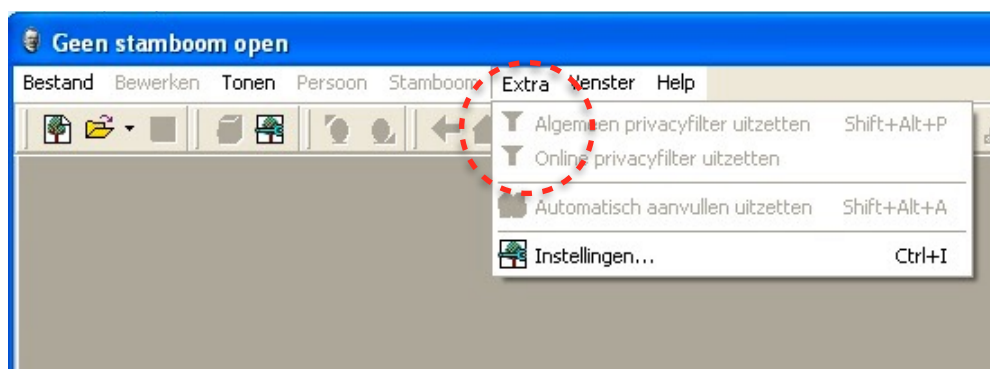 Geen stamboom open
Bestand Bewerken Tonen Persoon Stamboom Extra Venster Help
Algemeen privacyfilter uitzetten Shift+Alt+P
Online privacyfilter uitzetten
Automatisch aanvullen uitzetten Shift+Alt+A
Instellingen... Ctrl+I